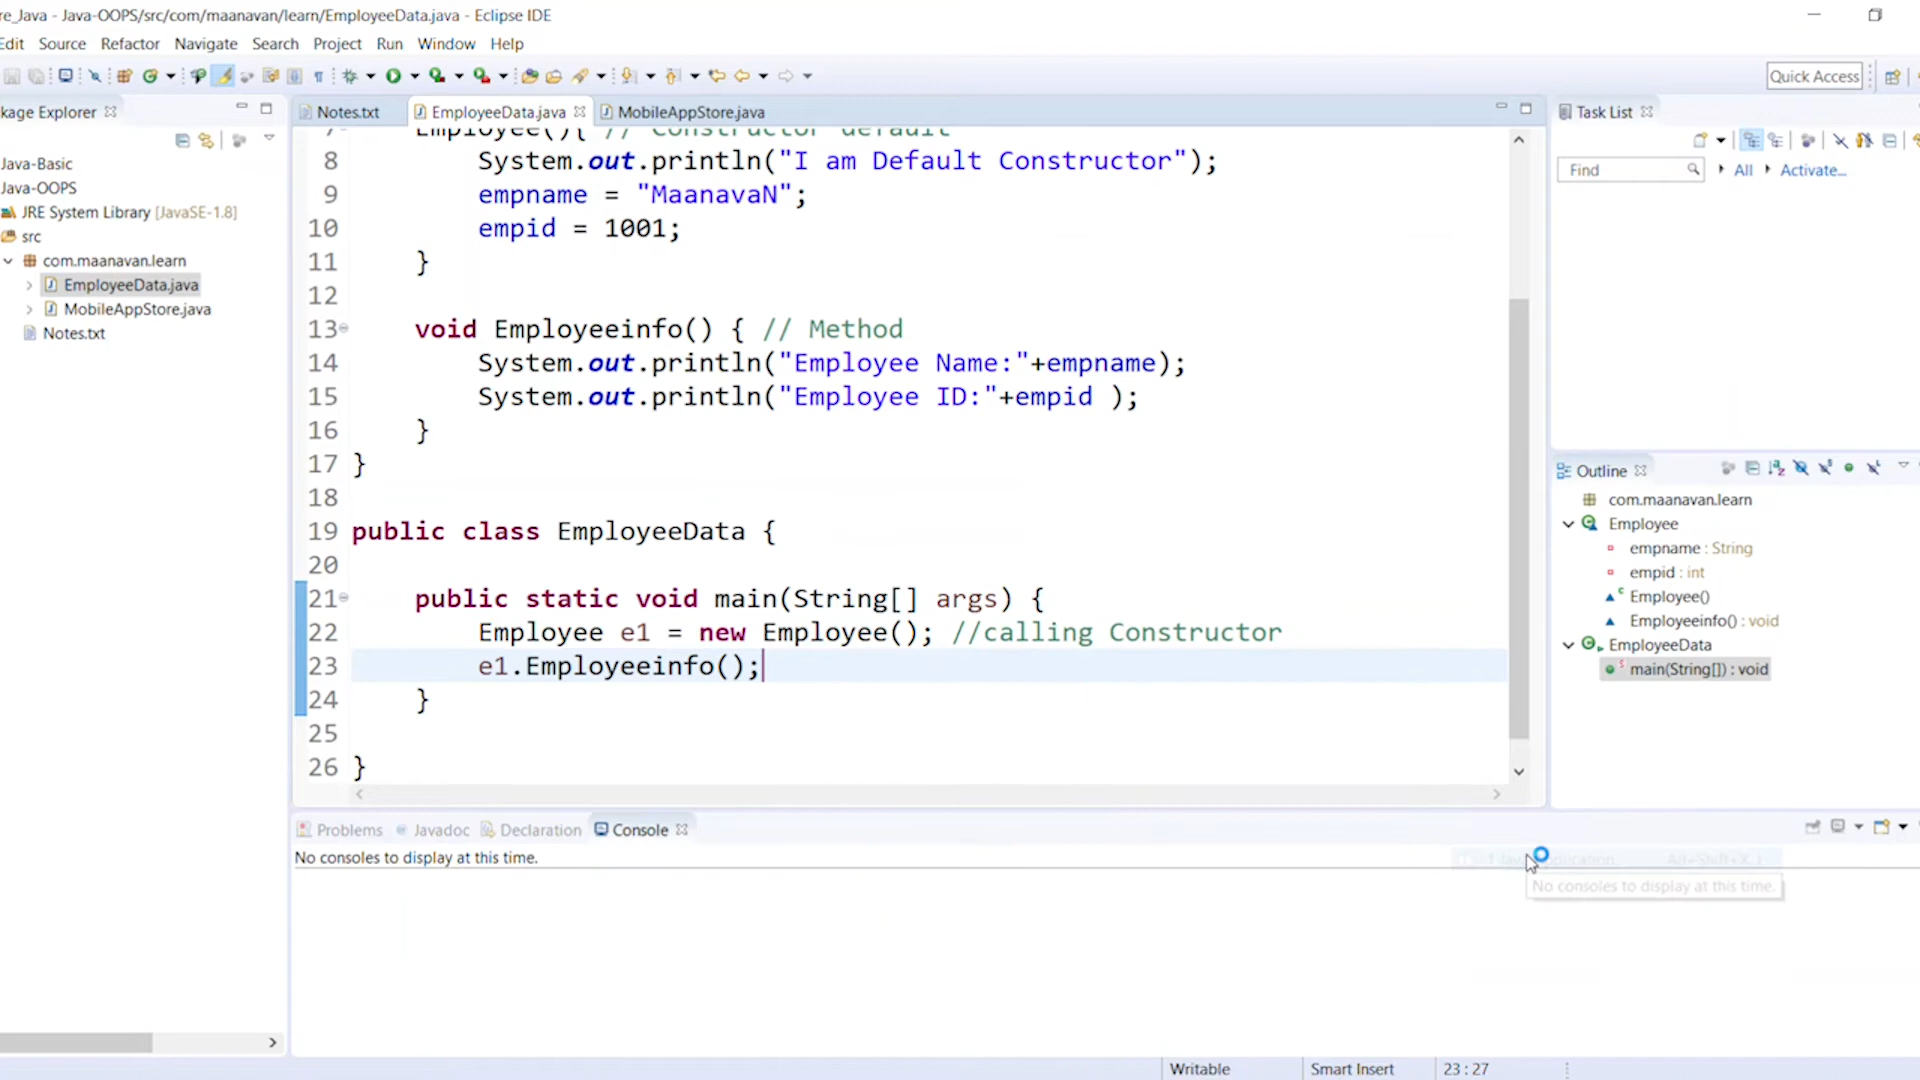 re_Java - Java-OOPS/src/com/maanavan/learn/EmployeeData.java - Eclipse IDE
Edit Source Refactor Navigate Search Project Run Window Help
Quick Access
kage Explorer
Java-Basic
Java-OOPS
JRE System Library [JavaSE-1.8]
src
com.maanavan.learn
EmployeeData.java
MobileAppStore.java
Notes.txt
Notes.txt EmployeeData.java MobileAppStore.java
7 Employee(){ // Constructor default
8 System.out.println("I am Default Constructor");
9 empname = "MaanavaN";
10 empid = 1001;
11 }
12
13 void Employeeinfo() { // Method
14 System.out.println("Employee Name:"+empname);
15 System.out.println("Employee ID:"+empid );
16 }
17 }
18
19 public class EmployeeData {
20
21 public static void main(String[] args) {
22 Employee e1 = new Employee(); //calling Constructor
23 e1.Employeeinfo();
24 }
25
26 }
Task List
Find All Activate...
Outline
com.maanavan.learn
Employee
empname : String
empid : int
Employee()
Employeeinfo() : void
EmployeeData
main(String[]) : void
Problems Javadoc Declaration Console
No consoles to display at this time.
No consoles to display at this time.
Writable Smart Insert 23 : 27